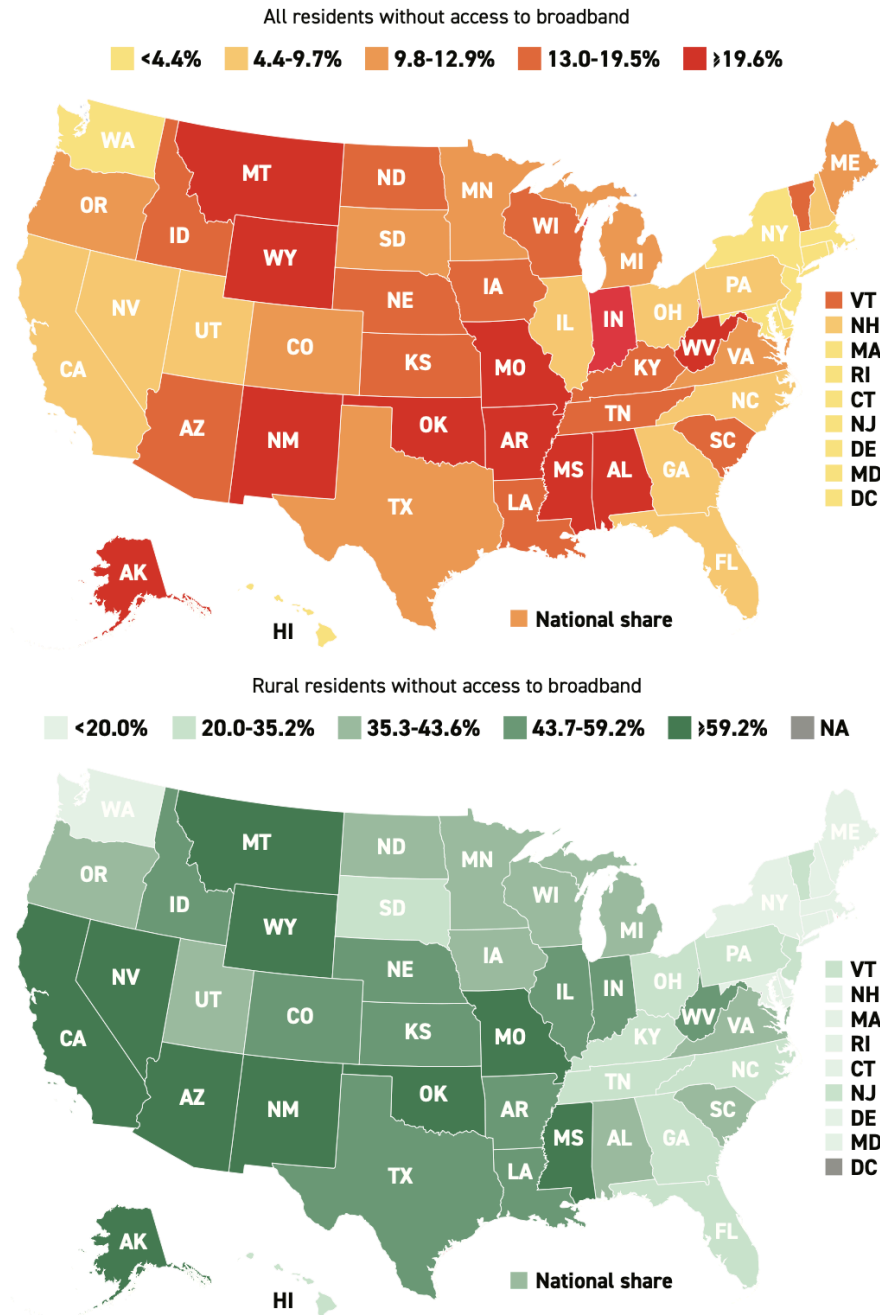 All residents without access to broadband
<4.4% 4.4-9.7% 9.8-12.9% 13.0-19.5% ≥19.6%
WA
MT
ND
MN
ME
OR
ID
WY
SD
WI
MI
NY
NV
UT
CO
NE
IA
IL
IN
OH
PA
CA
KS
MO
KY
WV
VA
AZ
NM
OK
AR
TN
NC
SC
TX
LA
MS
AL
GA
FL
AK
HI
VT
NH
MA
RI
CT
NJ
DE
MD
DC
National share
Rural residents without access to broadband
<20.0% 20.0-35.2% 35.3-43.6% 43.7-59.2% ≥59.2% NA
WA
MT
ND
MN
ME
OR
ID
WY
SD
WI
MI
NY
NV
UT
CO
NE
IA
IL
IN
OH
PA
CA
KS
MO
KY
WV
VA
AZ
NM
OK
AR
TN
NC
SC
TX
LA
MS
AL
GA
FL
AK
HI
VT
NH
MA
RI
CT
NJ
DE
MD
DC
National share